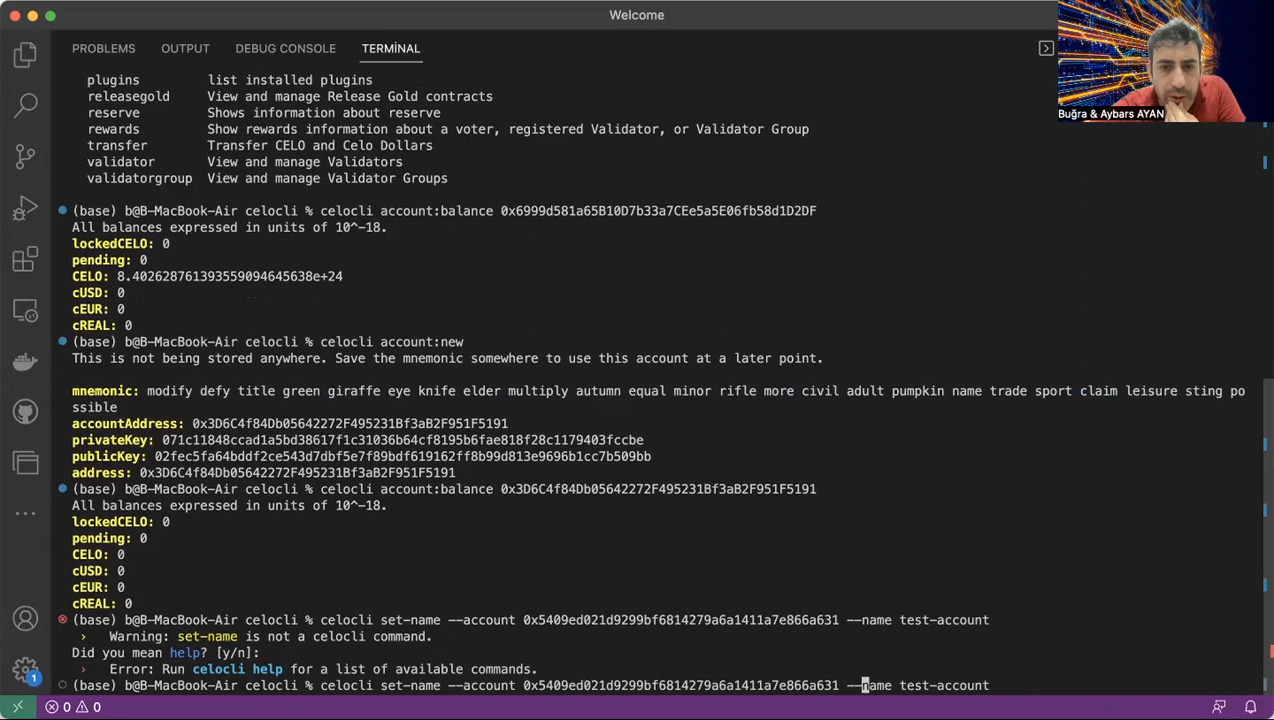 Welcome
PROBLEMS OUTPUT DEBUG CONSOLE TERMİNAL
Buğra & Aybars AYAN
plugins list installed plugins
releasegold View and manage Release Gold contracts
reserve Shows information about reserve
rewards Show rewards information about a voter, registered Validator, or Validator Group
transfer Transfer CELO and Celo Dollars
validator View and manage Validators
validatorgroup View and manage Validator Groups
(base) b@B-MacBook-Air celocli % celocli account:balance 0x6999d581a65B10D7b33a7CEe5a5E06fb58d1D2DF
All balances expressed in units of 10^-18.
lockedCELO: 0
pending: 0
CELO: 8.402628761393559094645638e+24
cUSD: 0
cEUR: 0
cREAL: 0
(base) b@B-MacBook-Air celocli % celocli account:new
This is not being stored anywhere. Save the mnemonic somewhere to use this account at a later point.
mnemonic: modify defy title green giraffe eye knife elder multiply autumn equal minor rifle more civil adult pumpkin name trade sport claim leisure sting po
ssible
accountAddress: 0x3D6C4f84Db05642272F495231Bf3aB2F951F5191
privateKey: 071c11848ccad1a5bd38617f1c31036b64cf8195b6fae818f28c1179403fccbe
publicKey: 02fec5fa64bddf2ce543d7dbf5e7f89bdf619162ff8b99d813e9696b1cc7b509bb
address: 0x3D6C4f84Db05642272F495231Bf3aB2F951F5191
(base) b@B-MacBook-Air celocli % celocli account:balance 0x3D6C4f84Db05642272F495231Bf3aB2F951F5191
All balances expressed in units of 10^-18.
lockedCELO: 0
pending: 0
CELO: 0
cUSD: 0
cEUR: 0
cREAL: 0
(base) b@B-MacBook-Air celocli % celocli set-name --account 0x5409ed021d9299bf6814279a6a1411a7e866a631 --name test-account
› Warning: set-name is not a celocli command.
Did you mean help? [y/n]:
› Error: Run celocli help for a list of available commands.
(base) b@B-MacBook-Air celocli % celocli set-name --account 0x5409ed021d9299bf6814279a6a1411a7e866a631 --name test-account
1
0 0